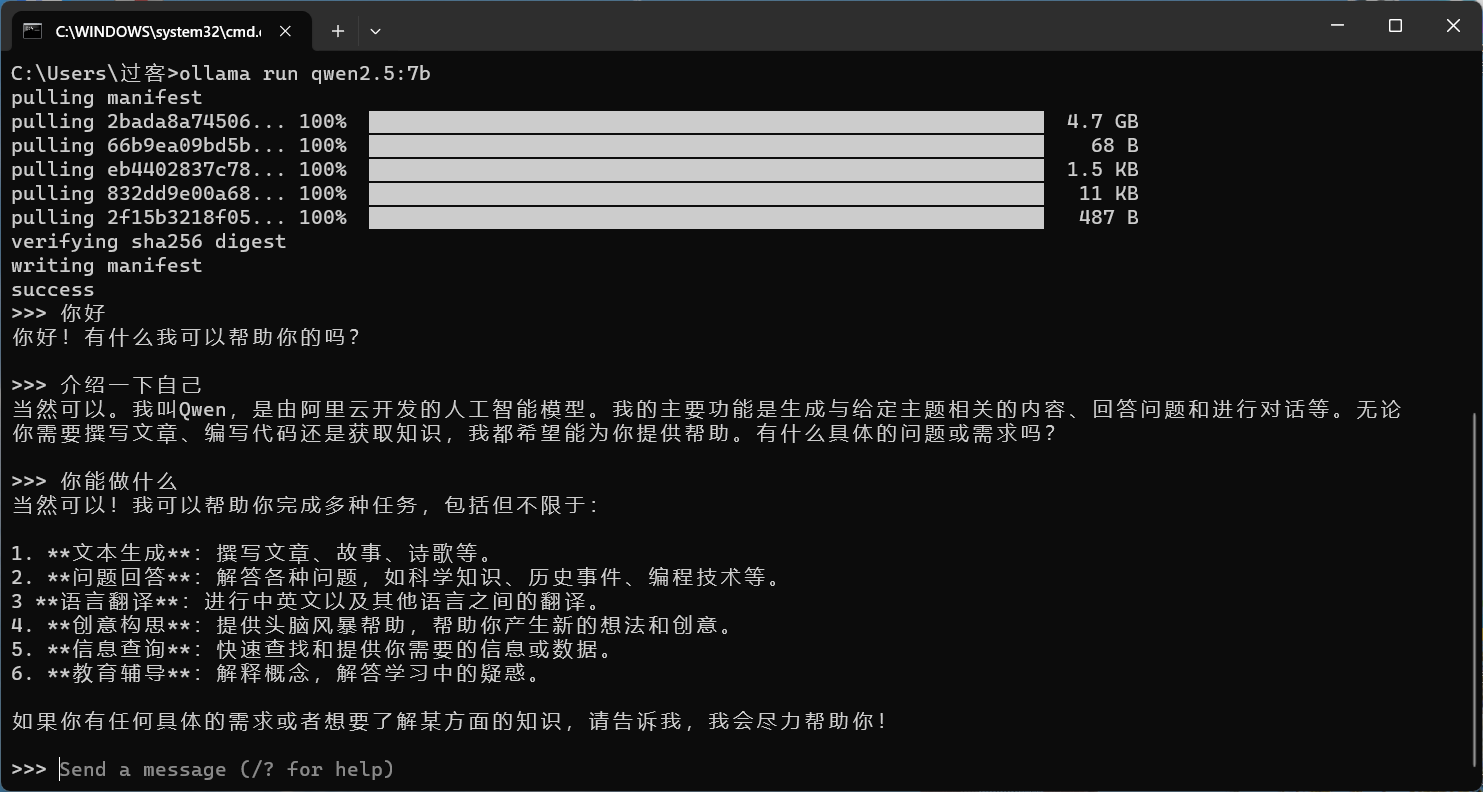 C:\WINDOWS\system32\cmd.
C:\Users\过客>ollama run qwen2.5:7b
pulling manifest
pulling 2bada8a74506... 100% 4.7 GB
pulling 66b9ea09bd5b... 100% 68 B
pulling eb4402837c78... 100% 1.5 KB
pulling 832dd9e00a68... 100% 11 KB
pulling 2f15b3218f05... 100% 487 B
verifying sha256 digest
writing manifest
success
>>> 你好
你好！有什么我可以帮助你的吗？
>>> 介绍一下自己
当然可以。我叫Qwen，是由阿里云开发的人工智能模型。我的主要功能是生成与给定主题相关的内容、回答问题和进行对话等。无论
你需要撰写文章、编写代码还是获取知识，我都希望能为你提供帮助。有什么具体的问题或需求吗？
>>> 你能做什么
当然可以！我可以帮助你完成多种任务，包括但不限于：
1. **文本生成**：撰写文章、故事、诗歌等。
2. **问题回答**：解答各种问题，如科学知识、历史事件、编程技术等。
3 **语言翻译**：进行中英文以及其他语言之间的翻译。
4. **创意构思**：提供头脑风暴帮助，帮助你产生新的想法和创意。
5. **信息查询**：快速查找和提供你需要的信息或数据。
6. **教育辅导**：解释概念，解答学习中的疑惑。
如果你有任何具体的需求或者想要了解某方面的知识，请告诉我，我会尽力帮助你！
>>> Send a message (/? for help)